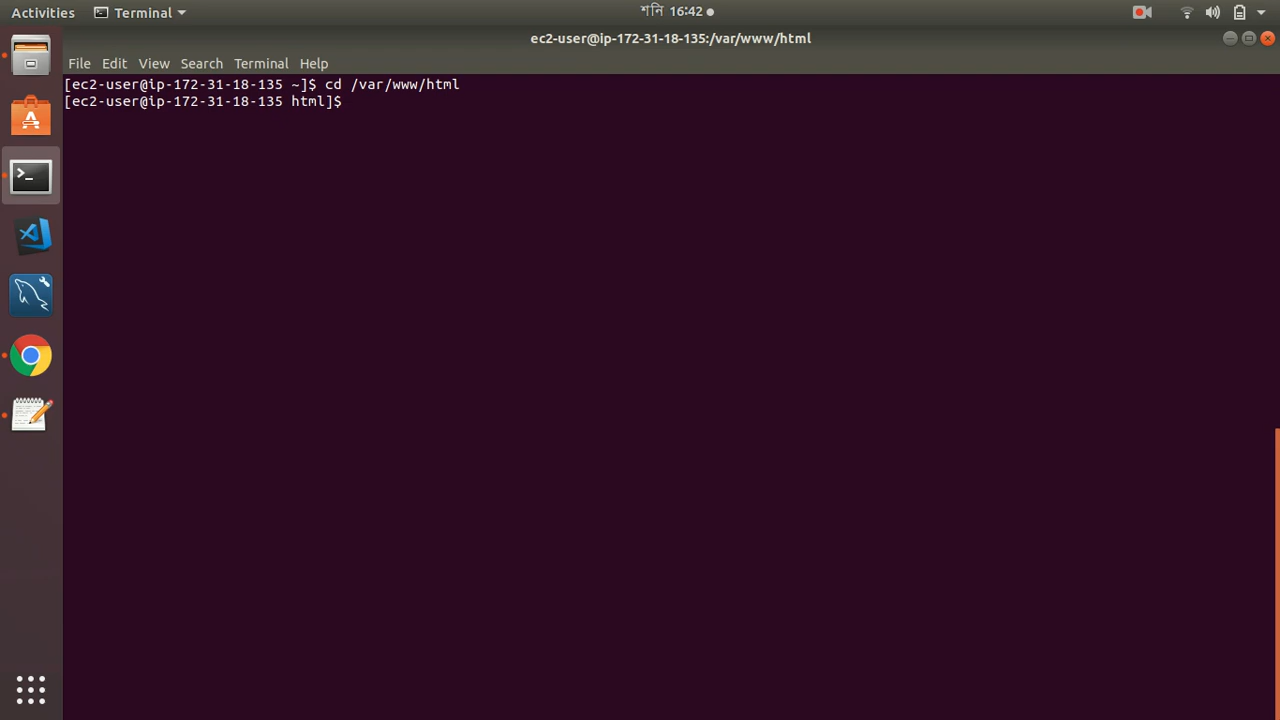 Activities
Terminal
শনি 16:42
ec2-user@ip-172-31-18-135:/var/www/html
File Edit View Search Terminal Help
[ec2-user@ip-172-31-18-135 ~]$ cd /var/www/html
[ec2-user@ip-172-31-18-135 html]$